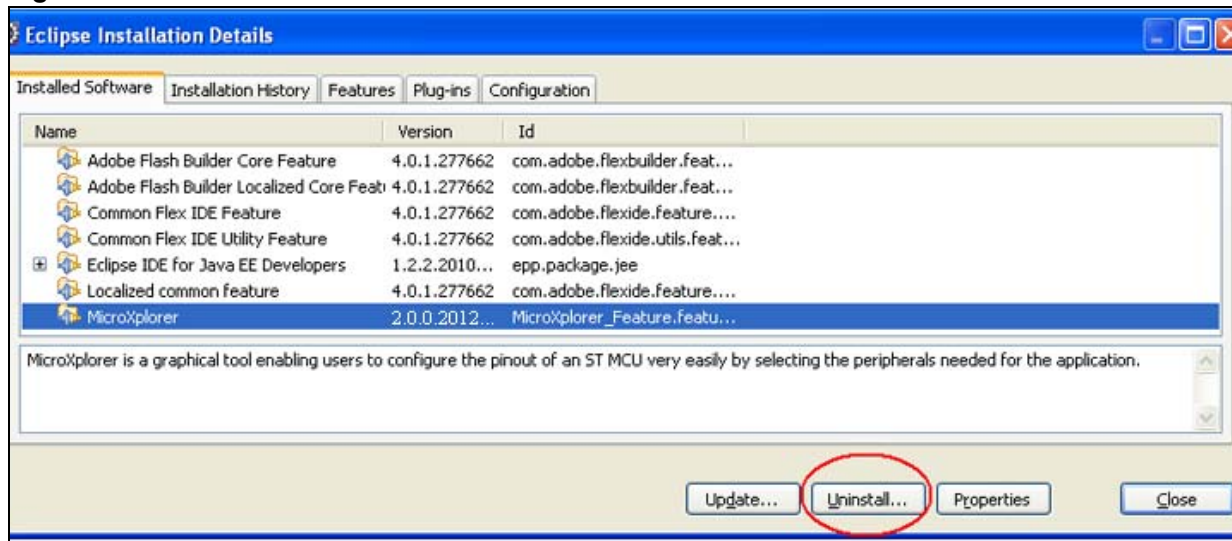 Eclipse Installation Details
Installed Software Installation History Features Plug-ins Configuration
Name Version Id
Adobe Flash Builder Core Feature 4.0.1.277662 com.adobe.flexbuilder.feat...
Adobe Flash Builder Localized Core Feat 4.0.1.277662 com.adobe.flexbuilder.feat...
Common Flex IDE Feature 4.0.1.277662 com.adobe.flexide.feature....
Common Flex IDE Utility Feature 4.0.1.277662 com.adobe.flexide.utils.feat...
Eclipse IDE for Java EE Developers 1.2.2.2010... epp.package.jee
Localized common feature 4.0.1.277662 com.adobe.flexide.feature....
MicroXplorer 2.0.0.2012... MicroXplorer_Feature.featu...
MicroXplorer is a graphical tool enabling users to configure the pinout of an ST MCU very easily by selecting the peripherals needed for the application.
Update... Uninstall... Properties Close